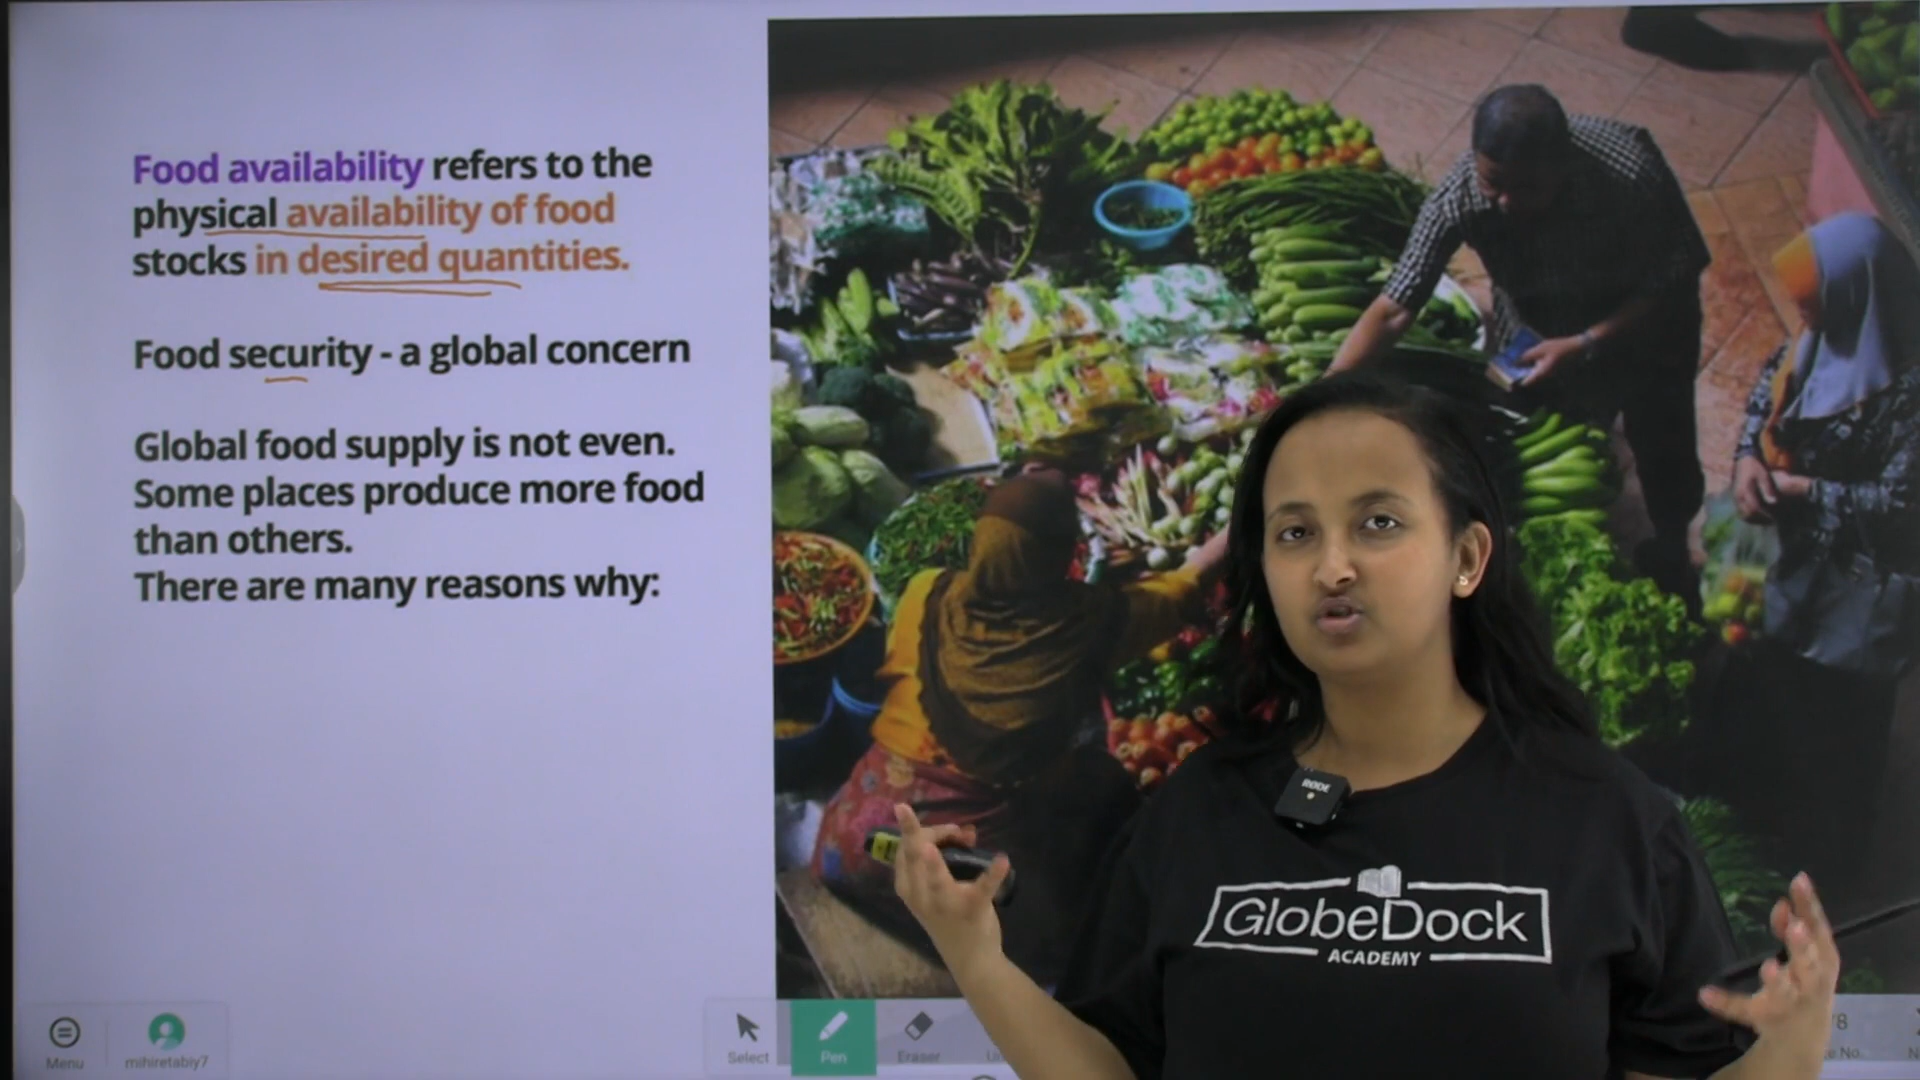 Food availability refers to the
physical availability of food
stocks in desired quantities.
Food security - a global concern
Global food supply is not even.
Some places produce more food
than others.
There are many reasons why:
RØDE
GlobeDock
ACADEMY
Menu
mihiretabiy7
Select
Pen
Eraser